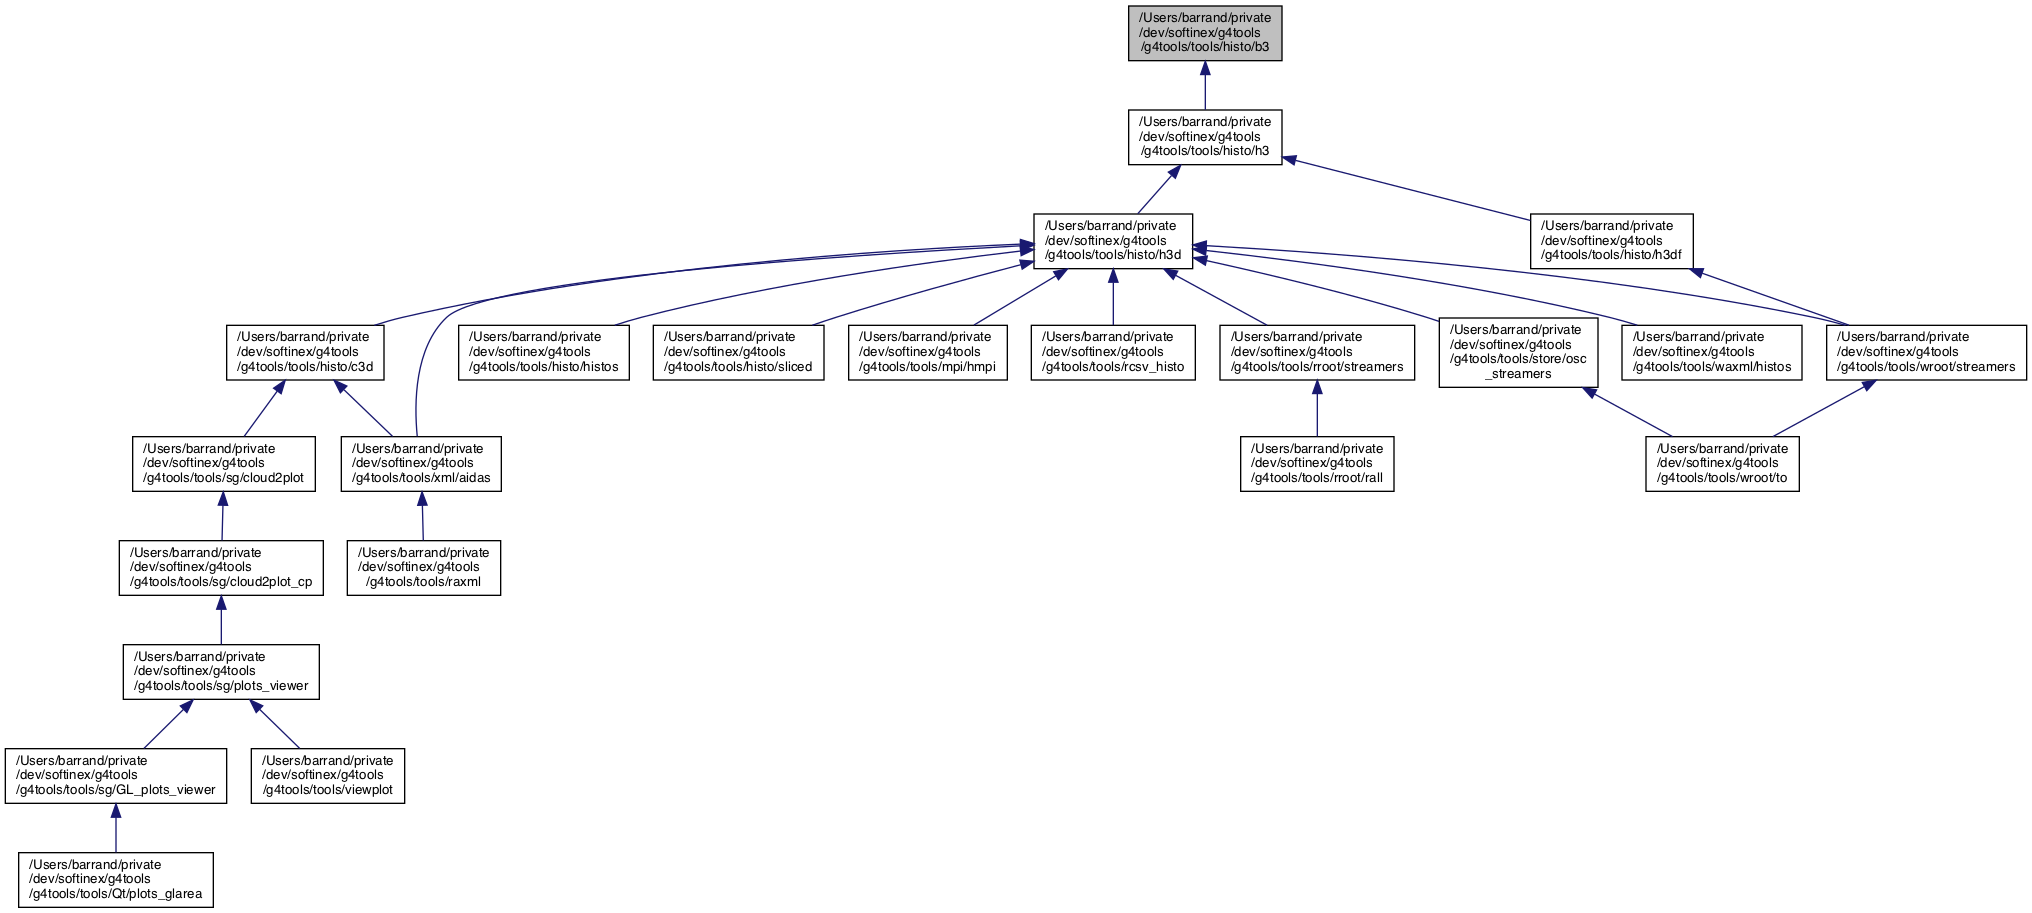 /Users/barrand/private
/dev/softinex/g4tools
/g4tools/tools/histo/b3
/Users/barrand/private
/dev/softinex/g4tools
/g4tools/tools/histo/h3
/Users/barrand/private
/dev/softinex/g4tools
/g4tools/tools/histo/h3d
/Users/barrand/private
/dev/softinex/g4tools
/g4tools/tools/histo/h3df
/Users/barrand/private
/dev/softinex/g4tools
/g4tools/tools/histo/c3d
/Users/barrand/private
/dev/softinex/g4tools
/g4tools/tools/histo/histos
/Users/barrand/private
/dev/softinex/g4tools
/g4tools/tools/histo/sliced
/Users/barrand/private
/dev/softinex/g4tools
/g4tools/tools/mpi/hmpi
/Users/barrand/private
/dev/softinex/g4tools
/g4tools/tools/rcsv_histo
/Users/barrand/private
/dev/softinex/g4tools
/g4tools/tools/rroot/streamers
/Users/barrand/private
/dev/softinex/g4tools
/g4tools/tools/store/osc
_streamers
/Users/barrand/private
/dev/softinex/g4tools
/g4tools/tools/waxml/histos
/Users/barrand/private
/dev/softinex/g4tools
/g4tools/tools/wroot/streamers
/Users/barrand/private
/dev/softinex/g4tools
/g4tools/tools/sg/cloud2plot
/Users/barrand/private
/dev/softinex/g4tools
/g4tools/tools/xml/aidas
/Users/barrand/private
/dev/softinex/g4tools
/g4tools/tools/rroot/rall
/Users/barrand/private
/dev/softinex/g4tools
/g4tools/tools/wroot/to
/Users/barrand/private
/dev/softinex/g4tools
/g4tools/tools/sg/cloud2plot_cp
/Users/barrand/private
/dev/softinex/g4tools
/g4tools/tools/raxml
/Users/barrand/private
/dev/softinex/g4tools
/g4tools/tools/sg/plots_viewer
/Users/barrand/private
/dev/softinex/g4tools
/g4tools/tools/sg/GL_plots_viewer
/Users/barrand/private
/dev/softinex/g4tools
/g4tools/tools/viewplot
/Users/barrand/private
/dev/softinex/g4tools
/g4tools/tools/Qt/plots_glarea